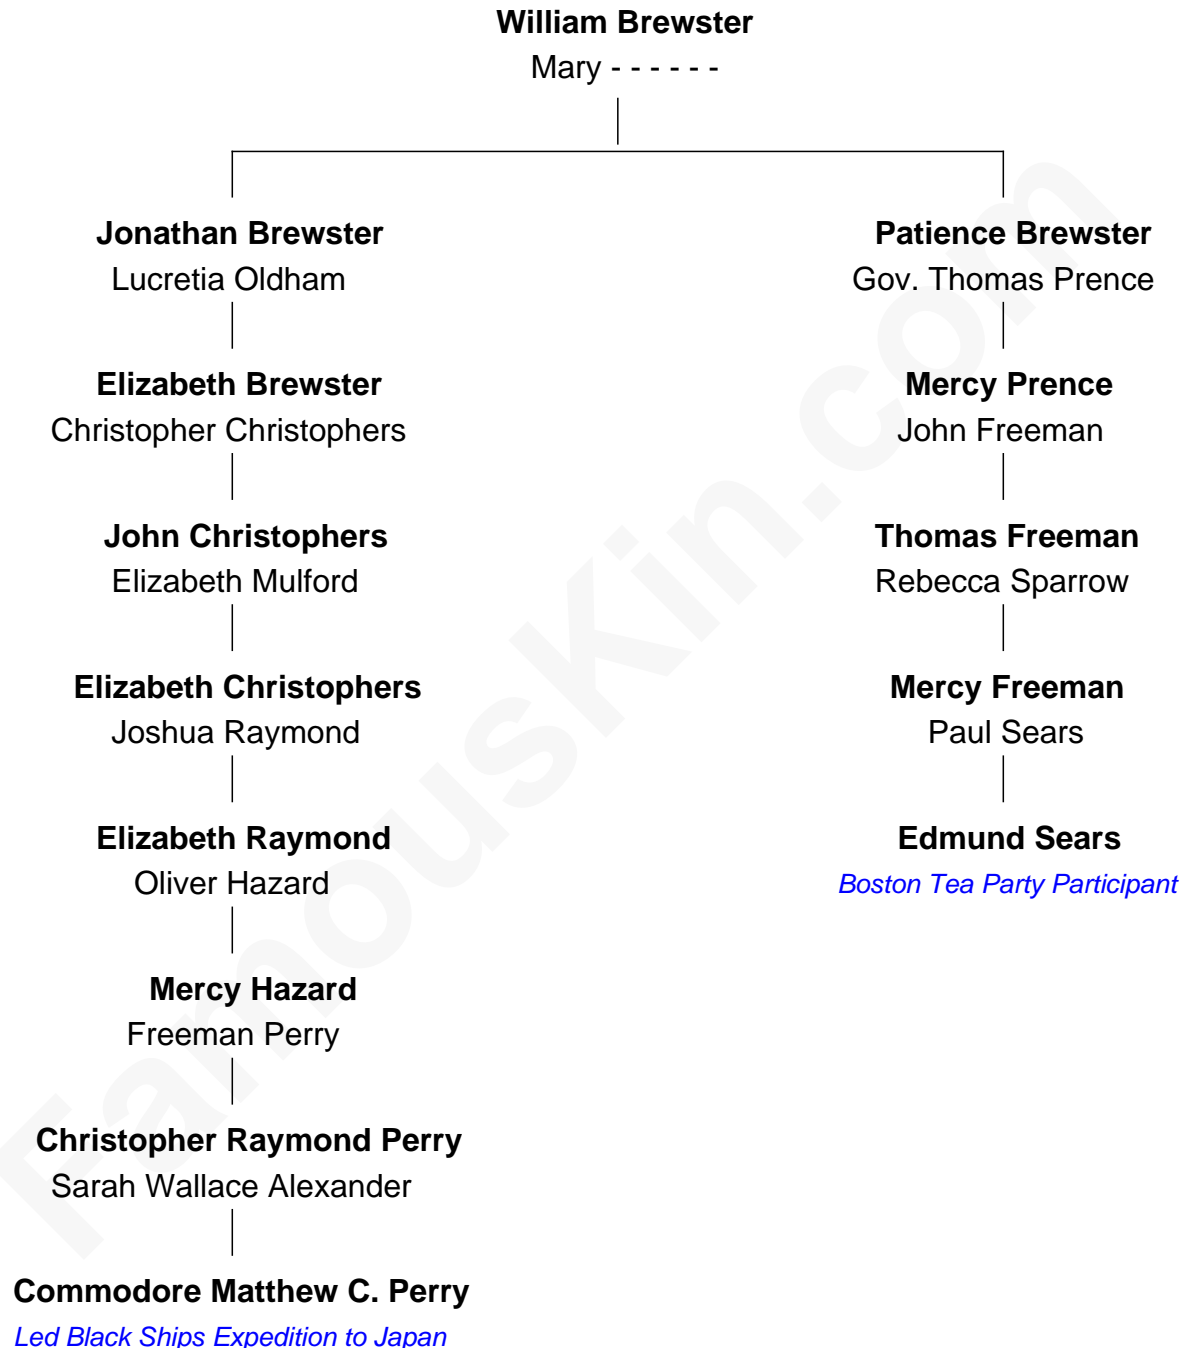 William Brewster
Mary - - - - - -
Jonathan Brewster
Lucretia Oldham
Patience Brewster
Gov. Thomas Prence
Elizabeth Brewster
Christopher Christophers
Mercy Prence
John Freeman
John Christophers
Elizabeth Mulford
Thomas Freeman
Rebecca Sparrow
Elizabeth Christophers
Joshua Raymond
Mercy Freeman
Paul Sears
Elizabeth Raymond
Oliver Hazard
Edmund Sears
Boston Tea Party Participant
Mercy Hazard
Freeman Perry
Christopher Raymond Perry
Sarah Wallace Alexander
Commodore Matthew C. Perry
Led Black Ships Expedition to Japan
FamousKin.com